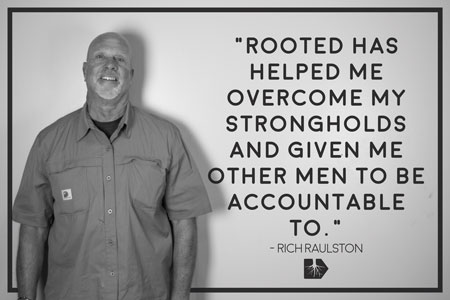 "ROOTED HAS
HELPED ME
OVERCOME MY
STRONGHOLDS
AND GIVEN ME
OTHER MEN TO BE
ACCOUNTABLE
TO."
- RICH RAULSTON